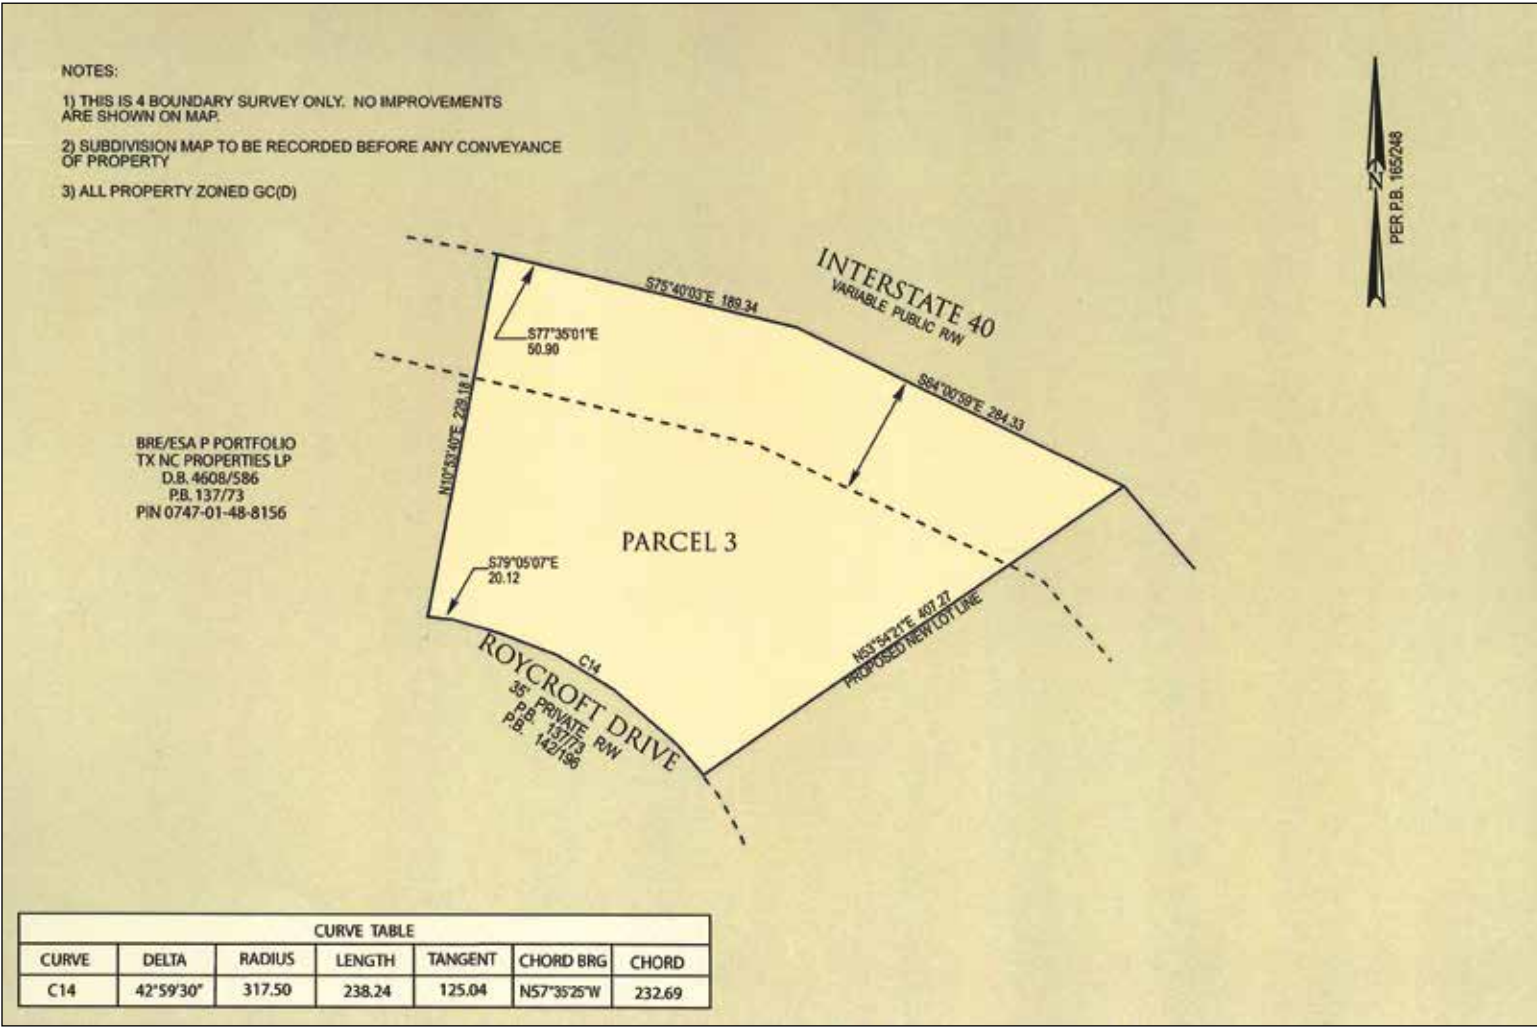 NOTES:
1) THIS IS 4 BOUNDARY SURVEY ONLY. NO IMPROVEMENTS
ARE SHOWN ON MAP.
2) SUBDIVISION MAP TO BE RECORDED BEFORE ANY CONVEYANCE
OF PROPERTY
3) ALL PROPERTY ZONED GC(D)
N
PER P.B. 165/248
INTERSTATE 40
VARIABLE PUBLIC R/W
S75°40'03"E 189.34
S77°35'01"E
50.90
S64°00'59"E 284.33
N10°53'40"E 229.18
BRE/ESA P PORTFOLIO
TX NC PROPERTIES LP
D.B. 4608/586
P.B. 137/73
PIN 0747-01-48-8156
PARCEL 3
S79°05'07"E
20.12
N53°54'21"E 407.27
PROPOSED NEW LOT LINE
C14
ROYCROFT DRIVE
35' PRIVATE R/W
P.B. 137/73
P.B. 142/196
CURVE TABLE
CURVE DELTA RADIUS LENGTH TANGENT CHORD BRG CHORD
C14 42°59'30" 317.50 238.24 125.04 N57°35'25"W 232.69